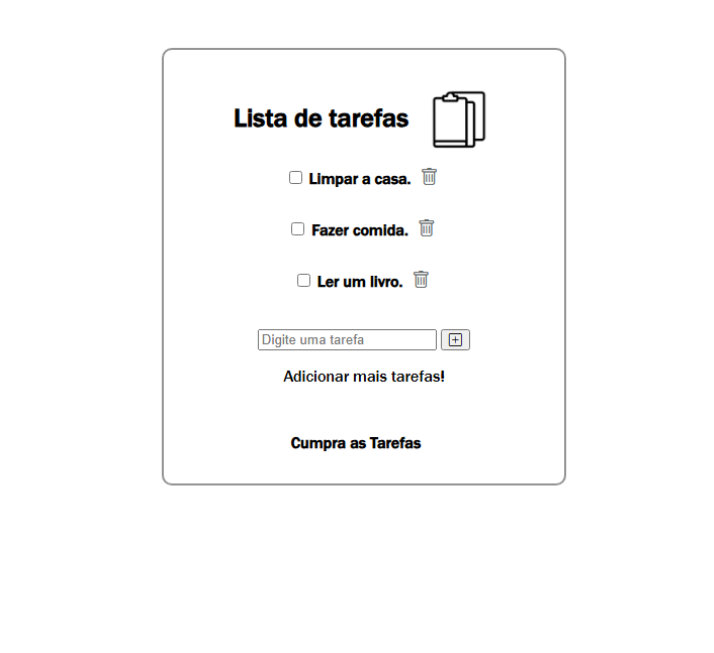 Lista de tarefas
Limpar a casa.
Fazer comida.
Ler um livro.
Digite uma tarefa
Adicionar mais tarefas!
Cumpra as Tarefas